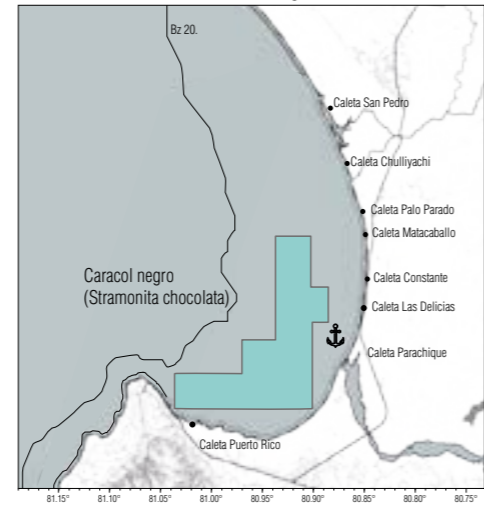 Bz 20.
Caleta San Pedro
Caleta Chulliyachi
Caleta Palo Parado
Caleta Matacaballo
Caracol negro
(Stramonita chocolata)
Caleta Constante
Caleta Las Delicias
Caleta Parachique
Caleta Puerto Rico
81.15° 81.10° 81.05° 81.00° 80.95° 80.90° 80.85° 80.80° 80.75°